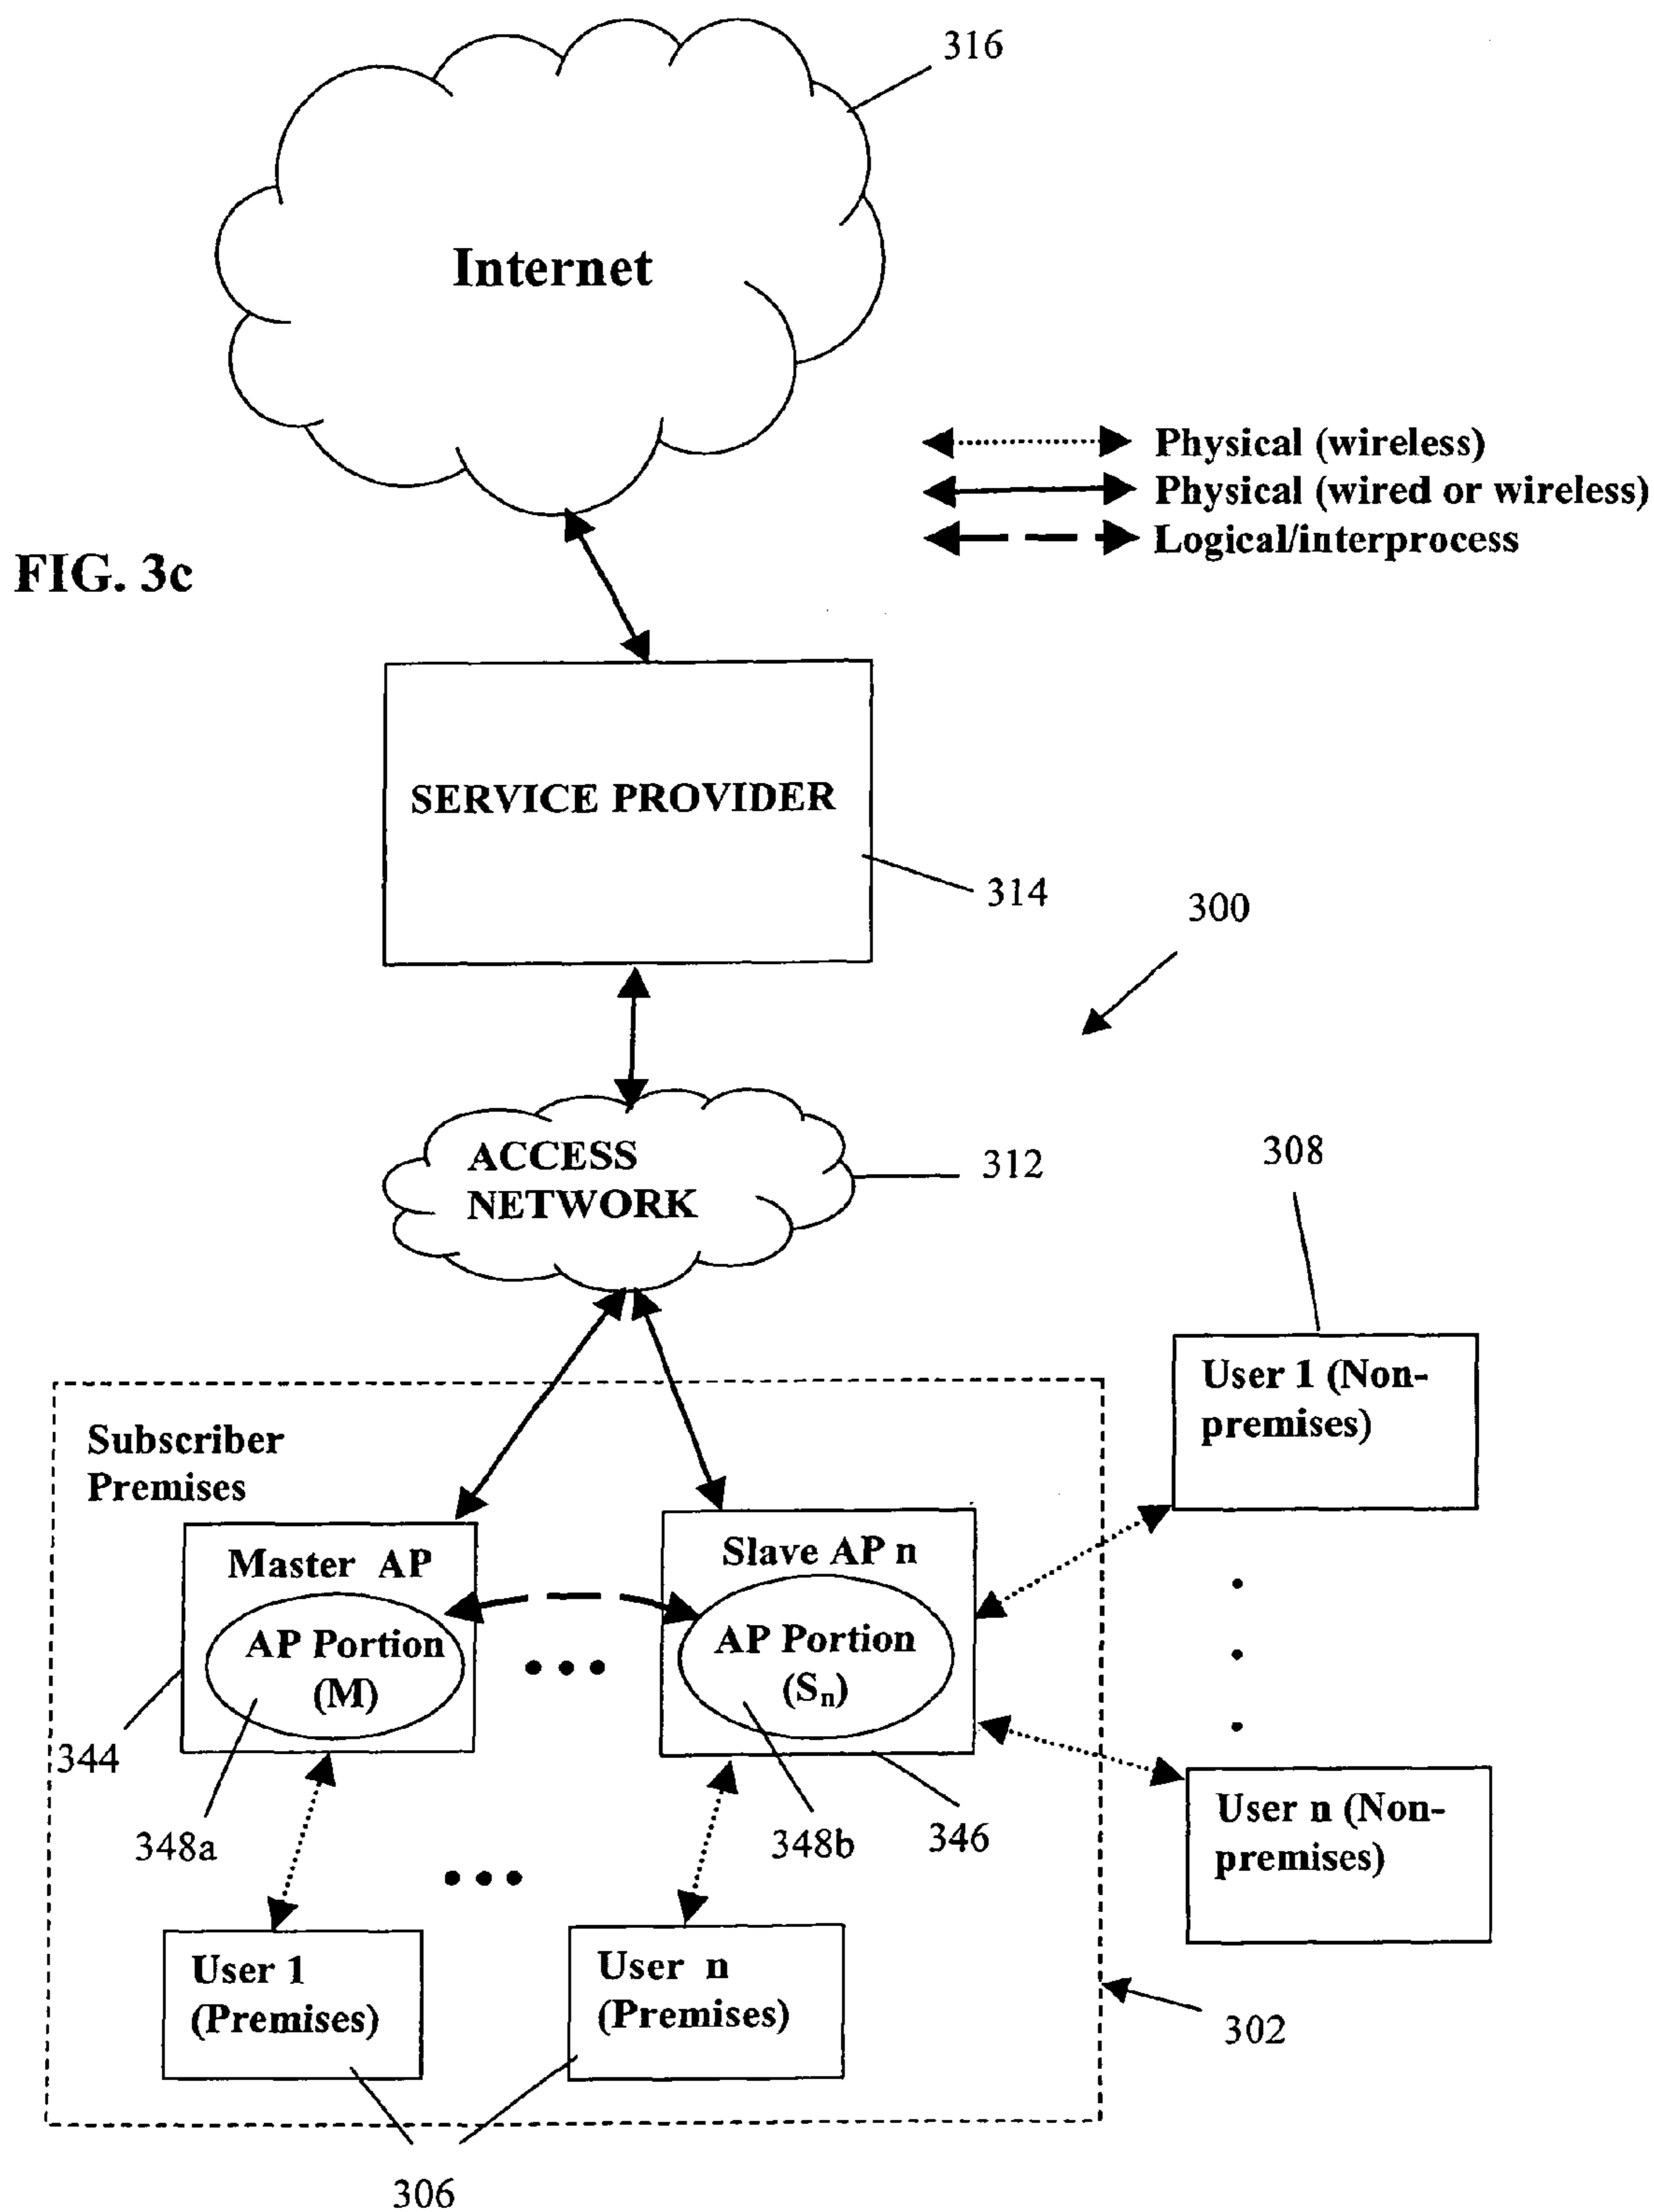 316
Internet
Physical (wireless)
Physical (wired or wireless)
Logical/interprocess
FIG. 3c
SERVICE PROVIDER
314
300
ACCESS
NETWORK
312
308
User 1 (Non-
premises)
Subscriber
Premises
Master AP
AP Portion
(M)
Slave AP n
AP Portion
(Sn)
344
348a
348b
346
User n (Non-
premises)
User 1
(Premises)
User n
(Premises)
302
306